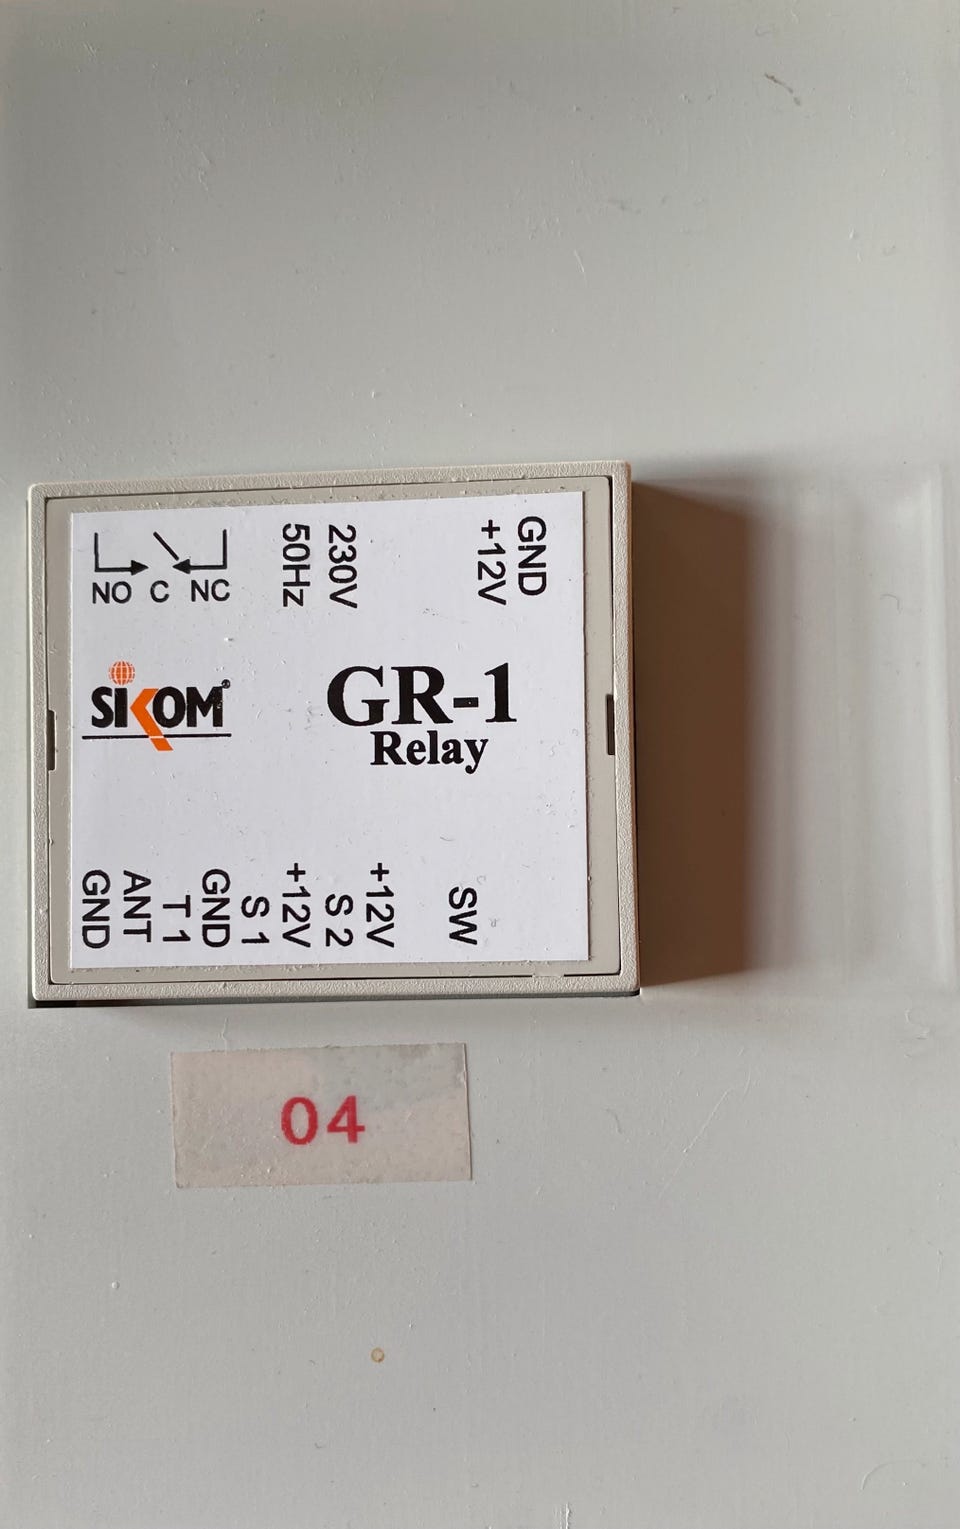 NO C NC
50Hz
230V
+12V
GND
SIKOM®
GR-1
Relay
GND
ANT
T 1
GND
S 1
+12V
S 2
+12V
SW
04